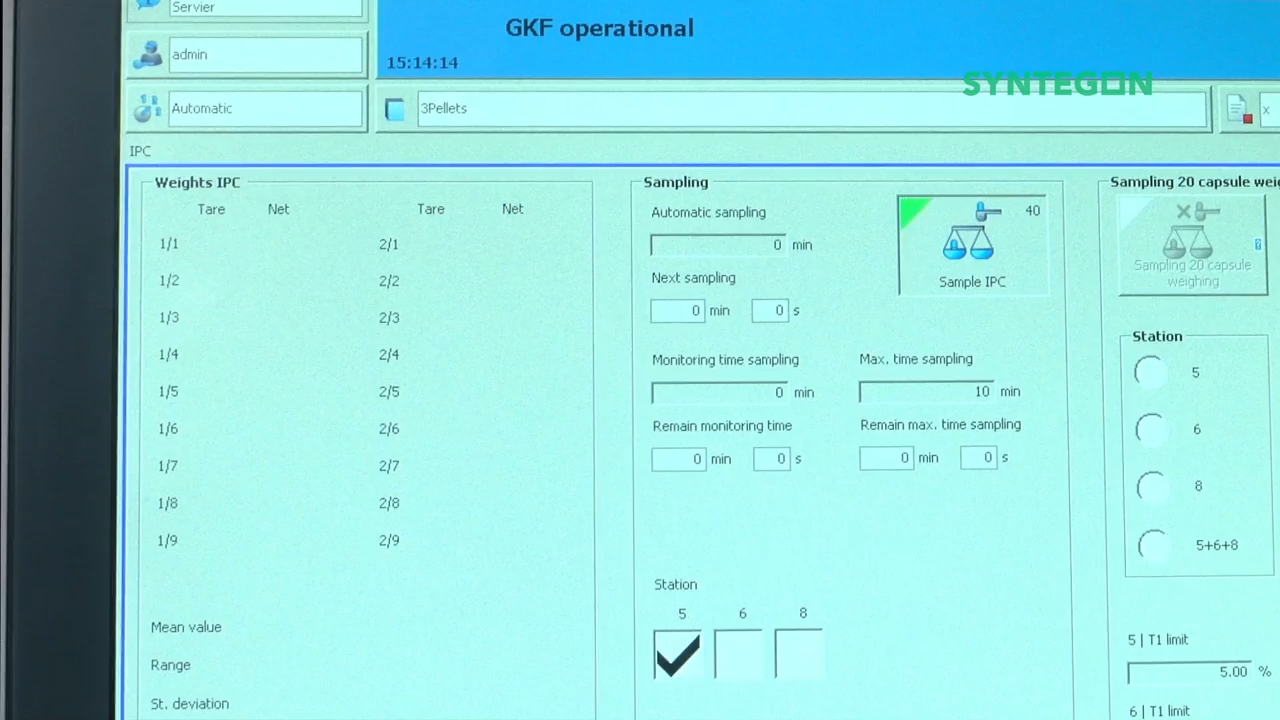 Servier
GKF operational
admin
15:14:14
SYNTEGON
Automatic
3Pellets
x
IPC
Weights IPC
Tare Net Tare Net
1/1 2/1
1/2 2/2
1/3 2/3
1/4 2/4
1/5 2/5
1/6 2/6
1/7 2/7
1/8 2/8
1/9 2/9
Mean value
Range
St. deviation
Sampling
Automatic sampling
0 min
Next sampling
0 min 0 s
40
Sample IPC
Monitoring time sampling
0 min
Max. time sampling
10 min
Remain monitoring time
0 min 0 s
Remain max. time sampling
0 min 0 s
Station
5 6 8
Sampling 20 capsule
Sampling 20 capsule
weighing
Station
5
6
8
5+6+8
5 | T1 limit
5.00 %
6 | T1 limit